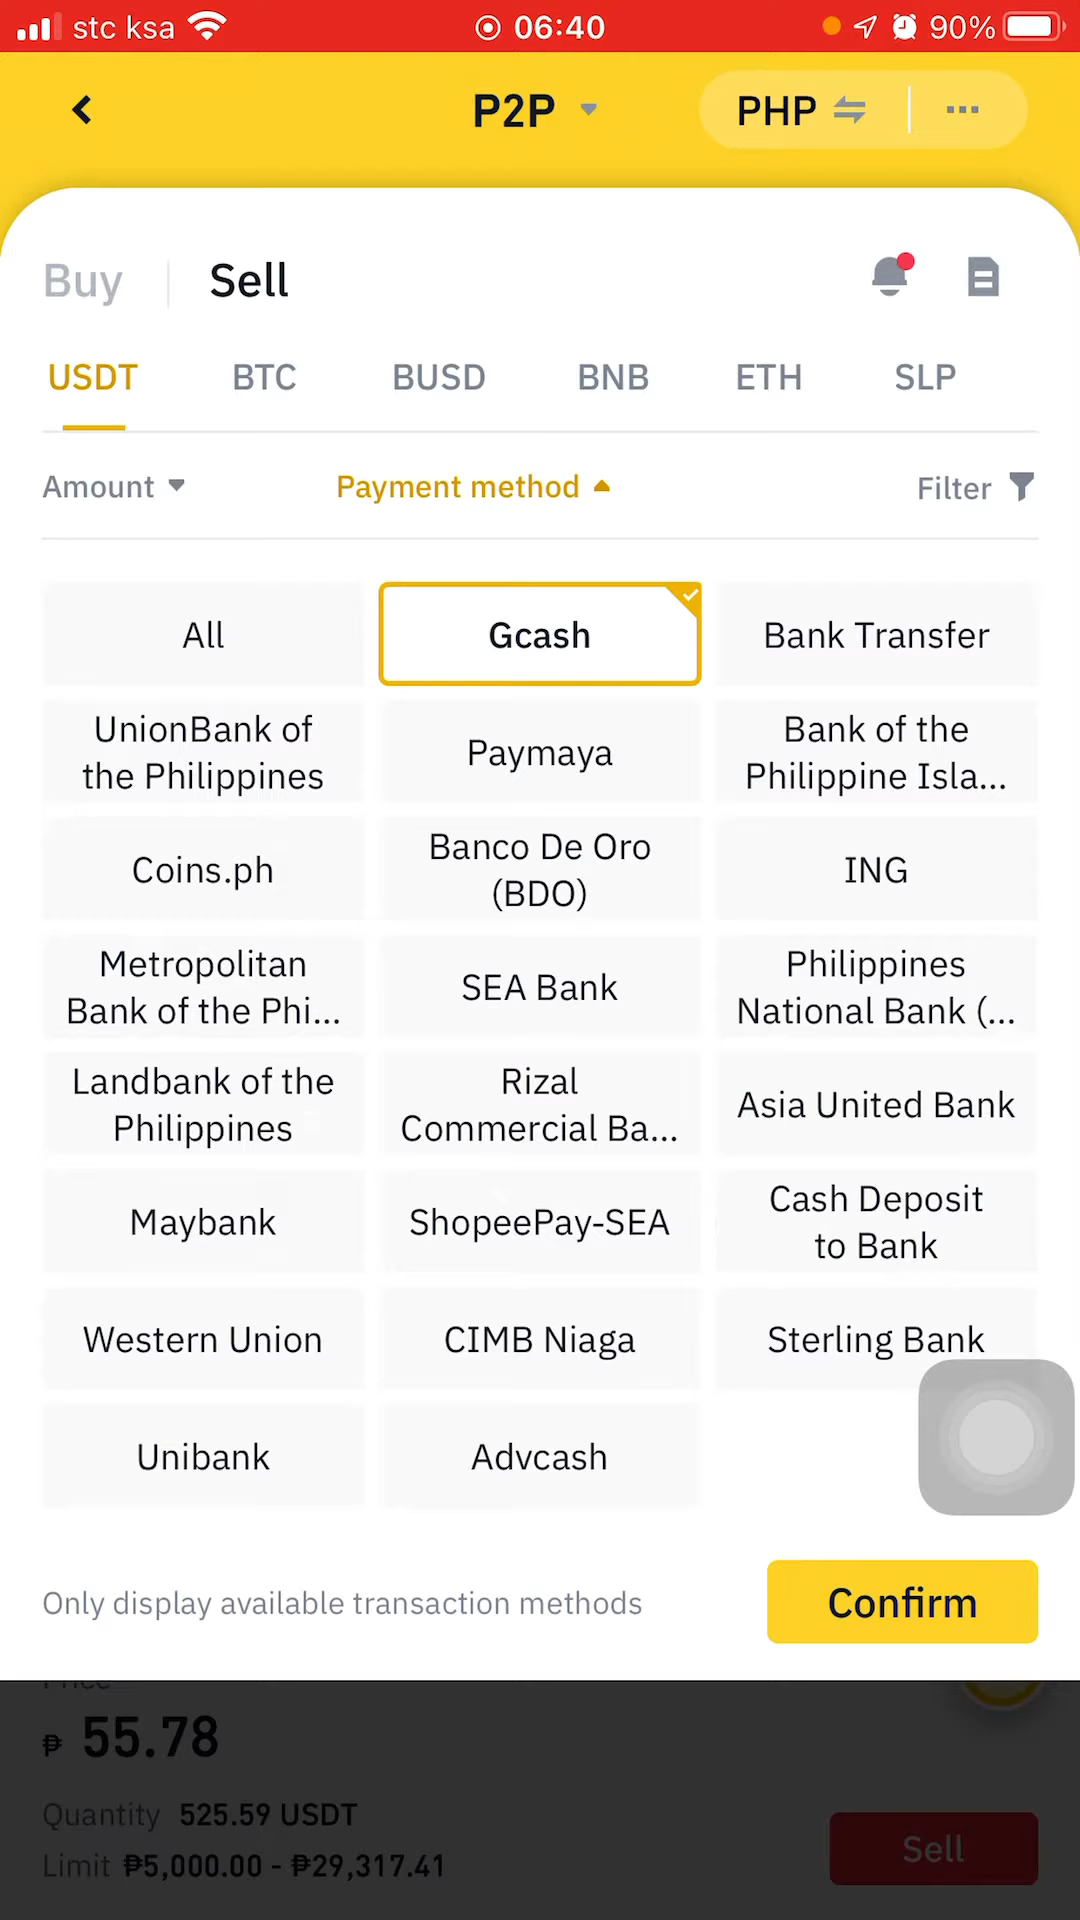 stc ksa 06:40 90%
P2P PHP
Buy Sell
USDT BTC BUSD BNB ETH SLP
Amount Payment method Filter
All Gcash Bank Transfer
UnionBank of
the Philippines
Paymaya
Bank of the
Philippine Isla...
Coins.ph
Banco De Oro
(BDO)
ING
Metropolitan
Bank of the Phi...
SEA Bank
Philippines
National Bank (...
Landbank of the
Philippines
Rizal
Commercial Ba...
Asia United Bank
Maybank
ShopeePay-SEA
Cash Deposit
to Bank
Western Union CIMB Niaga Sterling Bank
Unibank Advcash
Only display available transaction methods Confirm
Price
₱ 55.78
Quantity 525.59 USDT
Limit ₱5,000.00 - ₱29,317.41
Sell